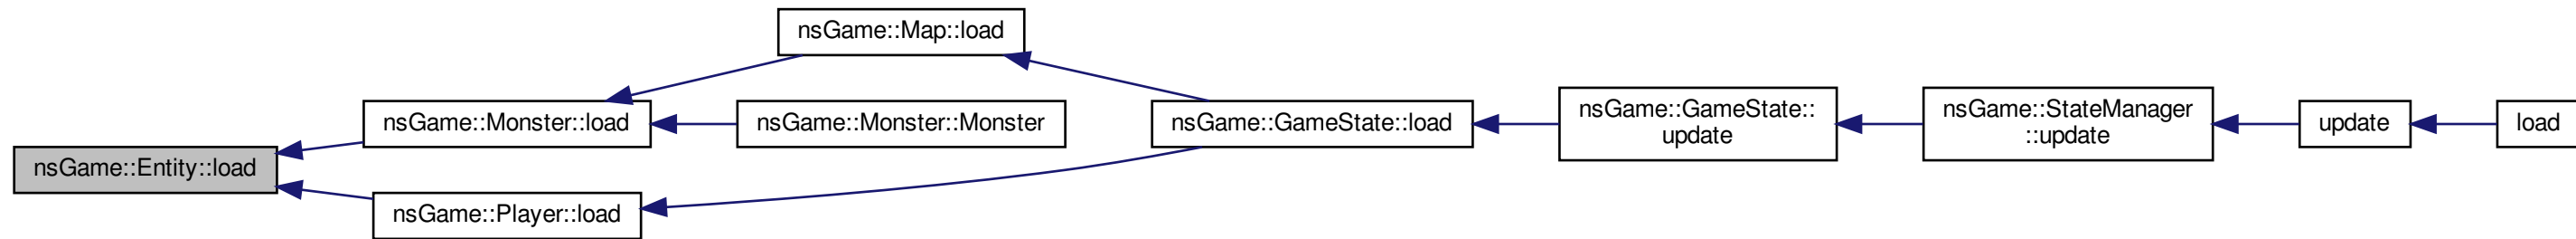 nsGame::Map::load
nsGame::Monster::load
nsGame::Monster::Monster
nsGame::GameState::load
nsGame::GameState::
update
nsGame::StateManager
::update
update
load
nsGame::Entity::load
nsGame::Player::load